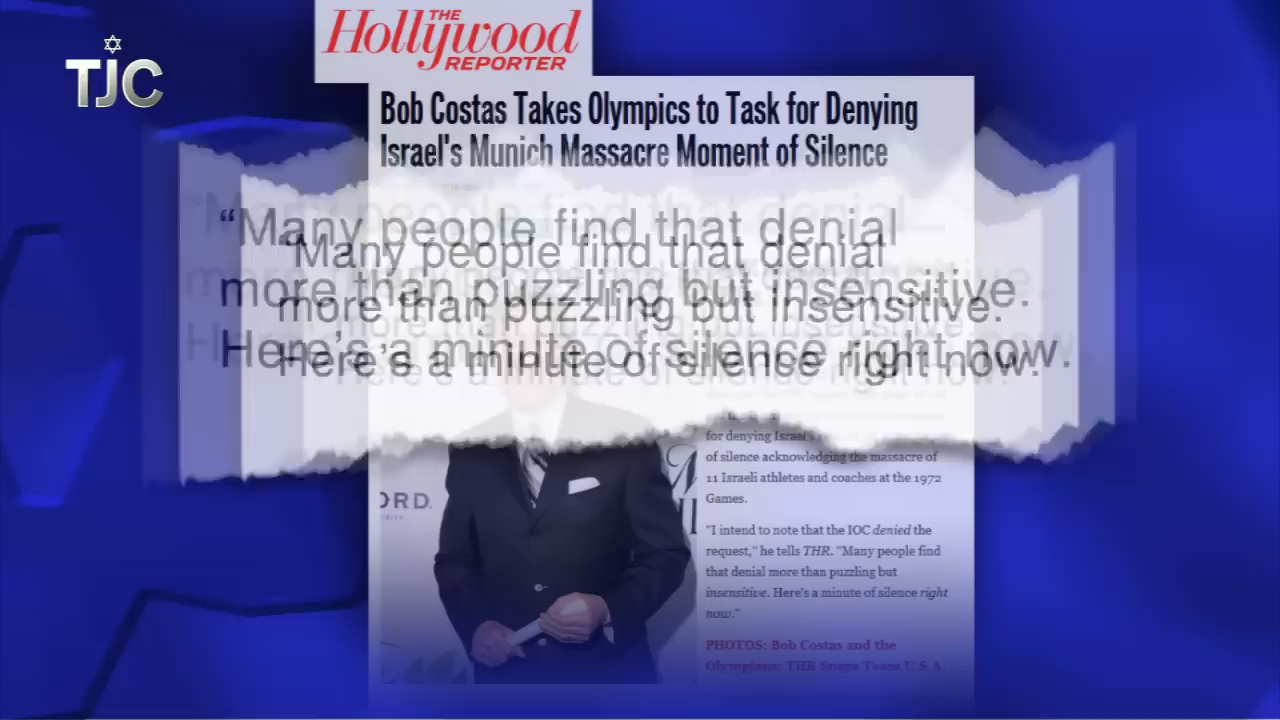 THE
Hollywood
REPORTER
TJC
Bob Costas Takes Olympics to Task for Denying
Israel's Munich Massacre Moment of Silence
“Many people find that denial
more than puzzling but insensitive.
Here’s a minute of silence right now.
ORD.
for denying Israel's
of silence acknowledging the massacre of
11 Israeli athletes and coaches at the 1972
Games.
"I intend to note that the IOC denied the
request," he tells THR. "Many people find
that denial more than puzzling but
insensitive. Here's a minute of silence right
now."
PHOTOS: Bob Costas and the
Olympians: THR Snaps Team U.S.A.